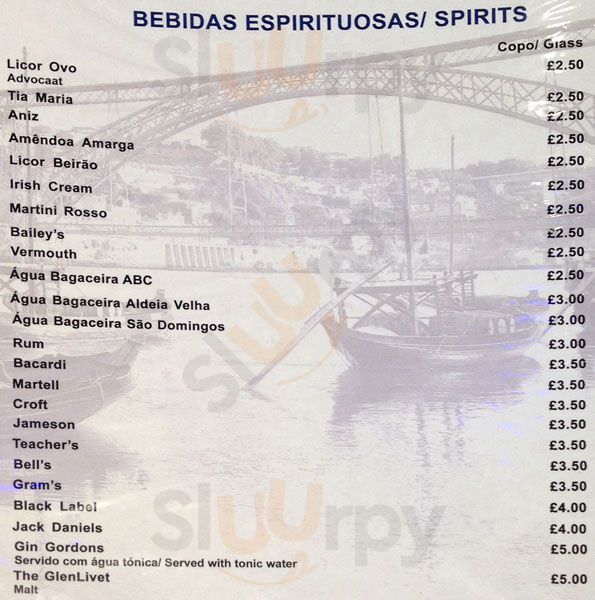 BEBIDAS ESPIRITUOSAS/ SPIRITS
Copo/ Glass
Licor Ovo £2.50
Advocaat
Tia Maria £2.50
Aniz £2.50
Amêndoa Amarga £2.50
Licor Beirão £2.50
Irish Cream £2.50
Martini Rosso £2.50
Bailey's £2.50
Vermouth £2.50
Água Bagaceira ABC £2.50
Água Bagaceira Aldeia Velha £3.00
Água Bagaceira São Domingos £3.00
Rum £3.00
Bacardi £3.50
Martell £3.50
Croft £3.50
Jameson £3.50
Teacher's £3.50
Bell's £3.50
Gram's £3.50
Black Label £4.00
Jack Daniels £4.00
Gin Gordons £5.00
Servido com água tónica/ Served with tonic water
The GlenLivet £5.00
Malt
Sluurpy
Sluurpy
Sluurpy